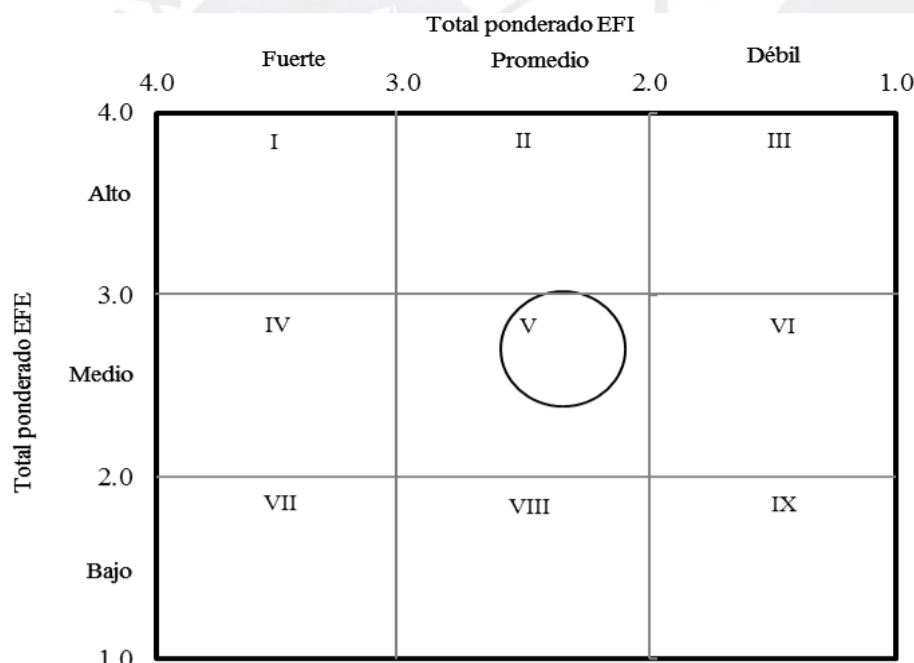 Total ponderado EFI
Fuerte Promedio Débil
4.0 3.0 2.0 1.0
4.0
I II III
Alto
3.0
IV V VI
Total ponderado EFE
Medio
2.0
VII VIII IX
Bajo
1.0